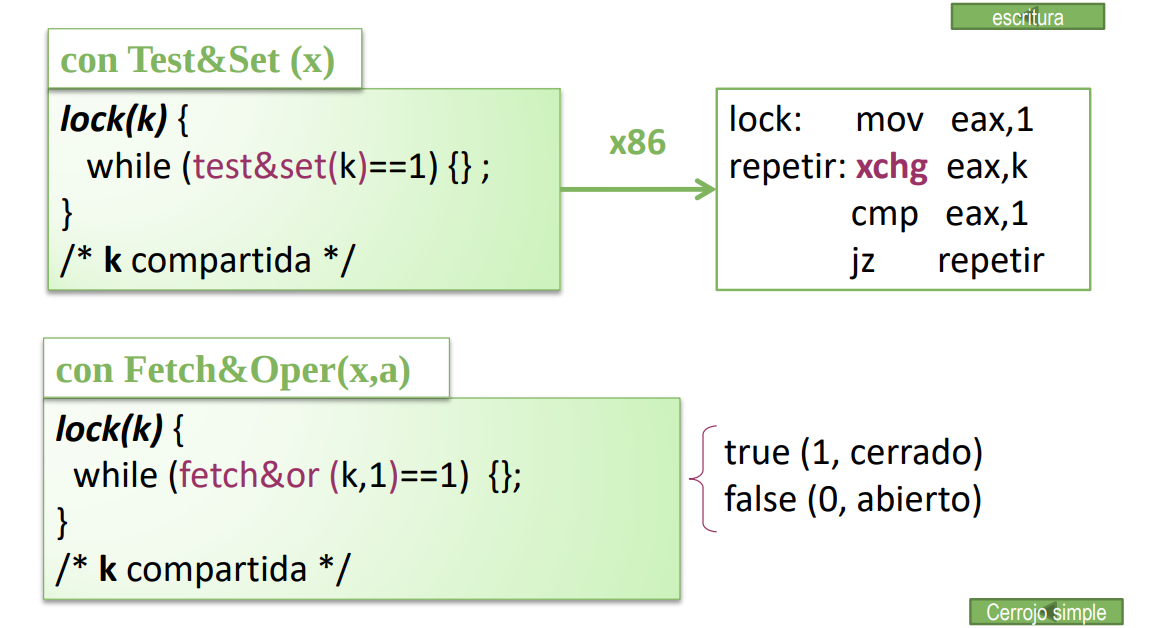 escritura
con Test&Set (x)
lock(k) {
while (test&set(k)==1) {} ;
}
/* k compartida */
x86
lock: mov eax,1
repetir: xchg eax,k
cmp eax,1
jz repetir
con Fetch&Oper(x,a)
lock(k) {
while (fetch&or (k,1)==1) {};
}
/* k compartida */
true (1, cerrado)
false (0, abierto)
Cerrojo simple